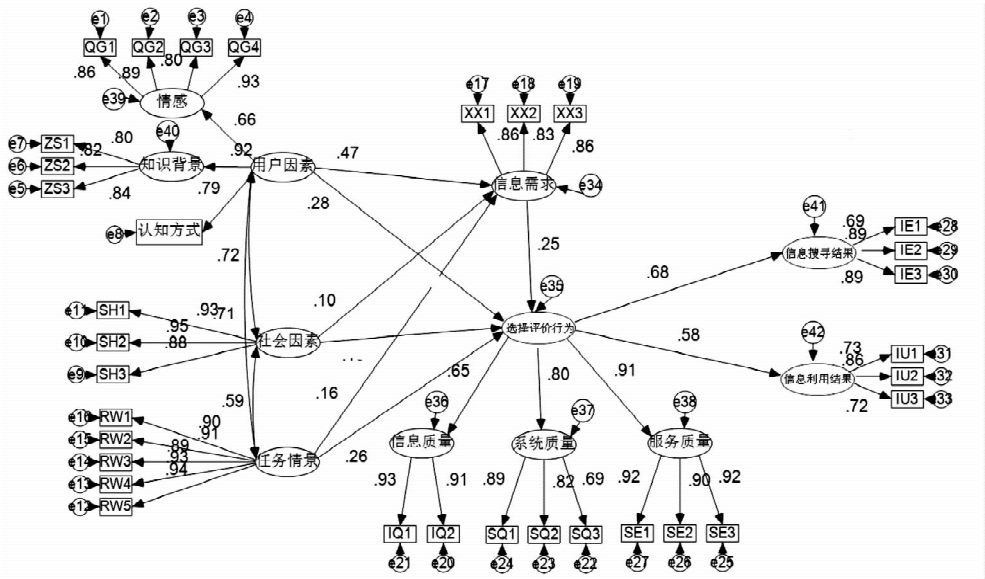 e1 e2 e3 e4
QG1 QG2 QG3 QG4
.86 .89 .80 .93
e39 情感
.66
e17 e18 e19
XX1 XX2 XX3
.86 .83 .86
e7 ZS1 .80 e40
e6 ZS2 .82 知识背景 .92 用户因素 .47
e5 ZS3 .84 .79 .28
信息需求 e34
e8 认知方式
.72
.25
e41
.69 IE1 e28
信息搜寻结果 .89 IE2 e29
.89 IE3 e30
.68
e11 SH1 .93 .71 .10 e35
e10 SH2 .95 .88 社会因素 选择评价行为
e9 SH3
.58
e42
.73 IU1 e31
信息利用结果 .86 IU2 e32
.72 IU3 e33
.59 .16 .65 .80 .91
e16 RW1 .90
e15 RW2 .91
e14 RW3 .89 .93 任务情景 .26
e13 RW4 .94
e12 RW5
e36 e37 e38
信息质量 系统质量 服务质量
.93 .91 .89 .82 .69 .92 .90 .92
IQ1 IQ2 SQ1 SQ2 SQ3 SE1 SE2 SE3
e21 e20 e24 e23 e22 e27 e26 e25